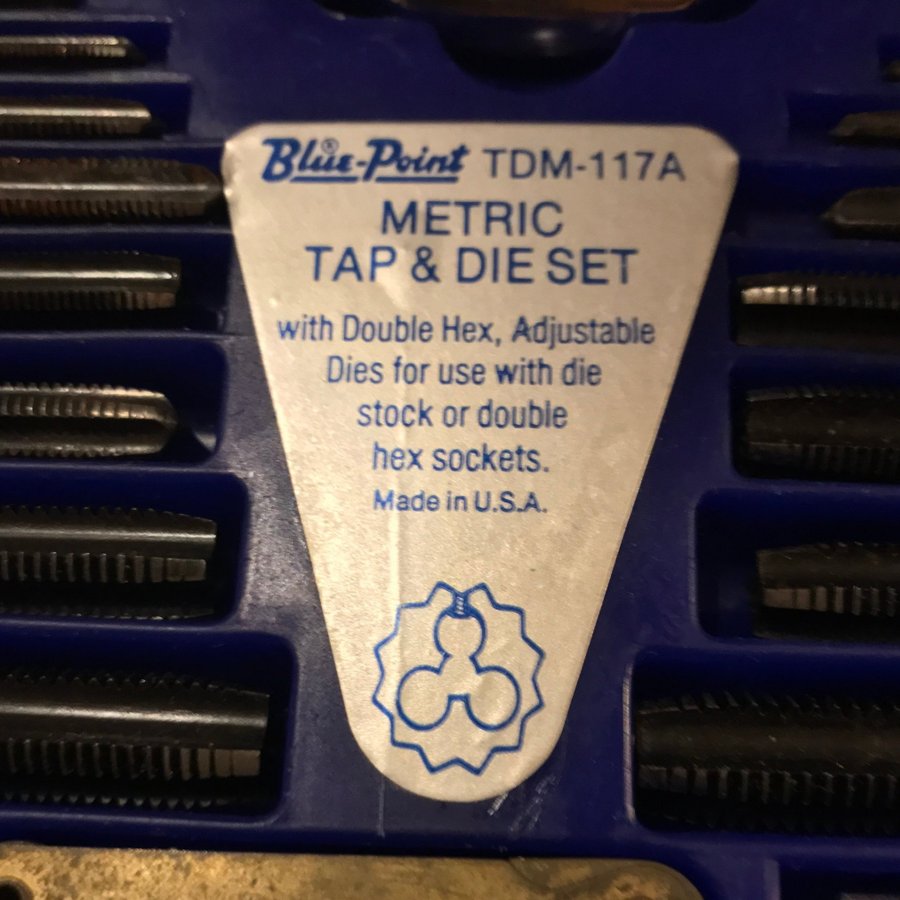 Blue-Point® TDM-117A
METRIC
TAP & DIE SET
with Double Hex, Adjustable
Dies for use with die
stock or double
hex sockets.
Made in U.S.A.